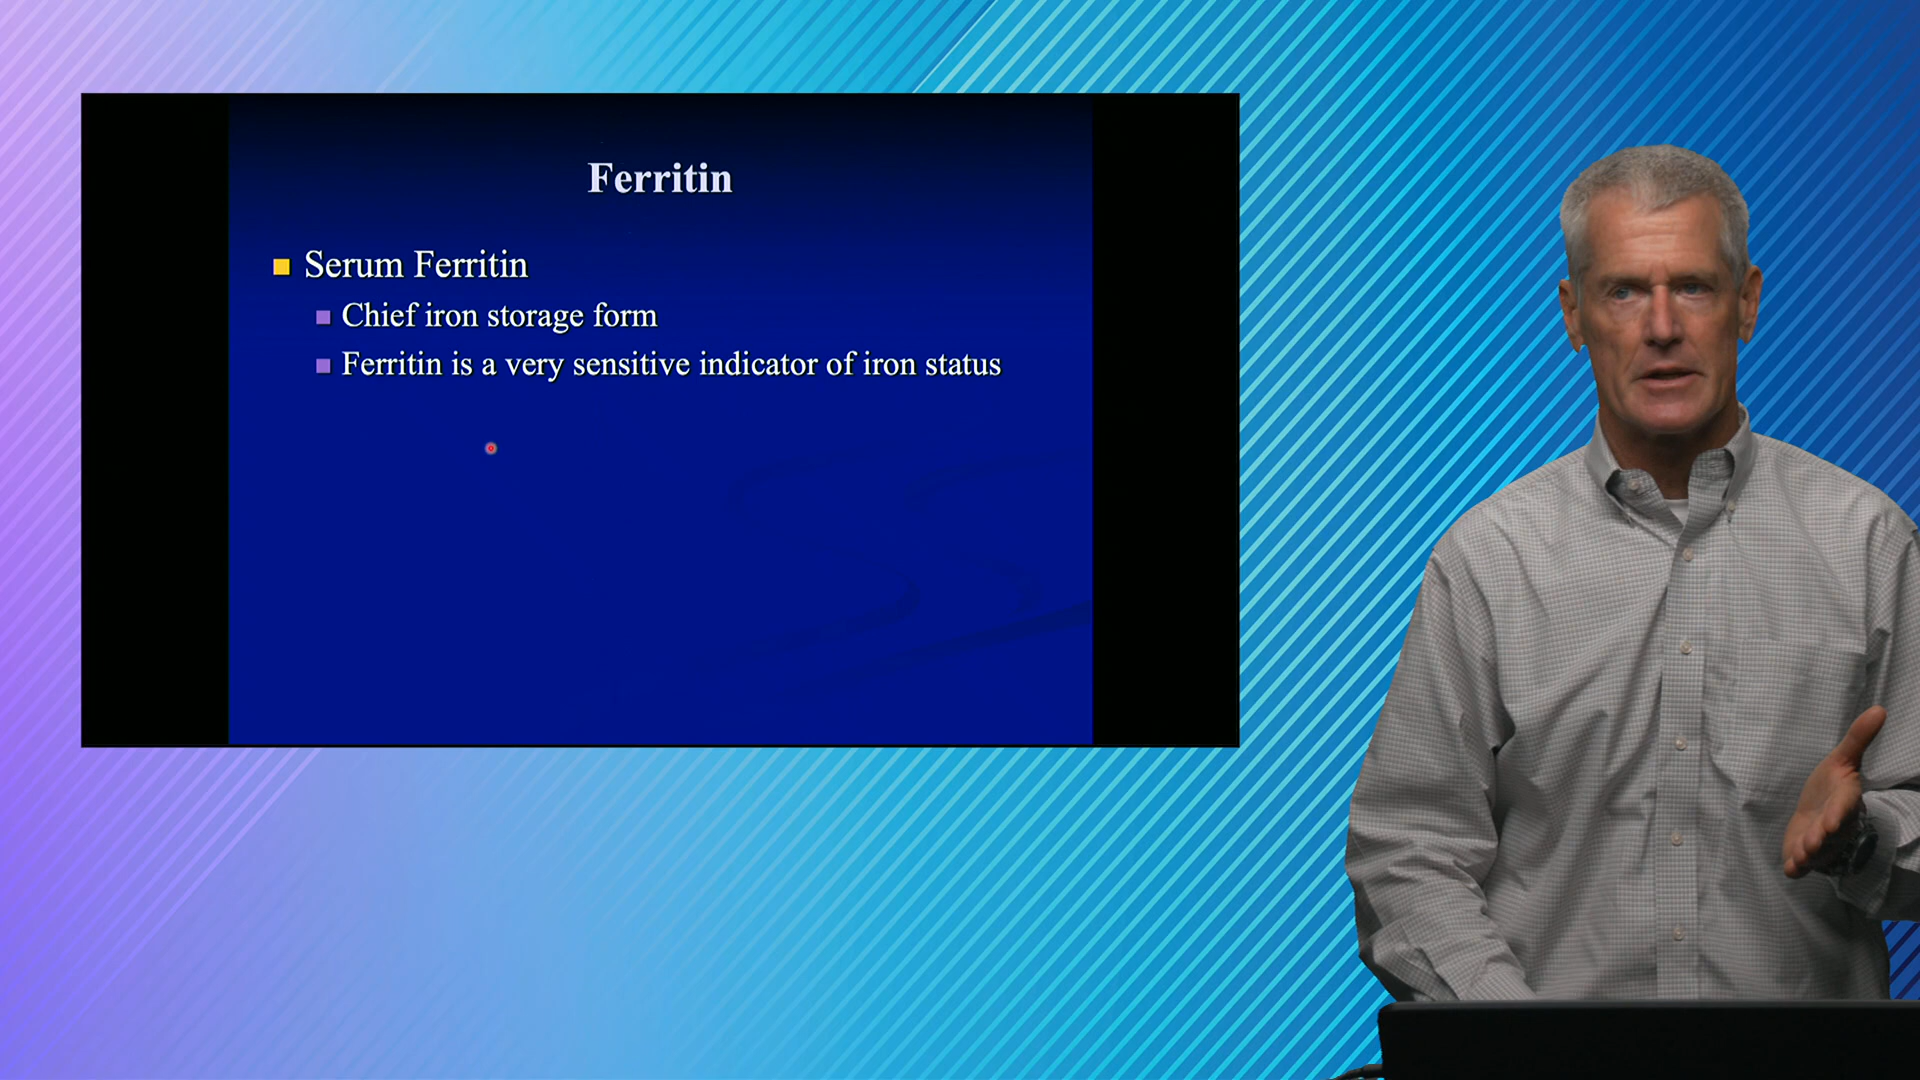 Ferritin
Serum Ferritin
Chief iron storage form
Ferritin is a very sensitive indicator of iron status